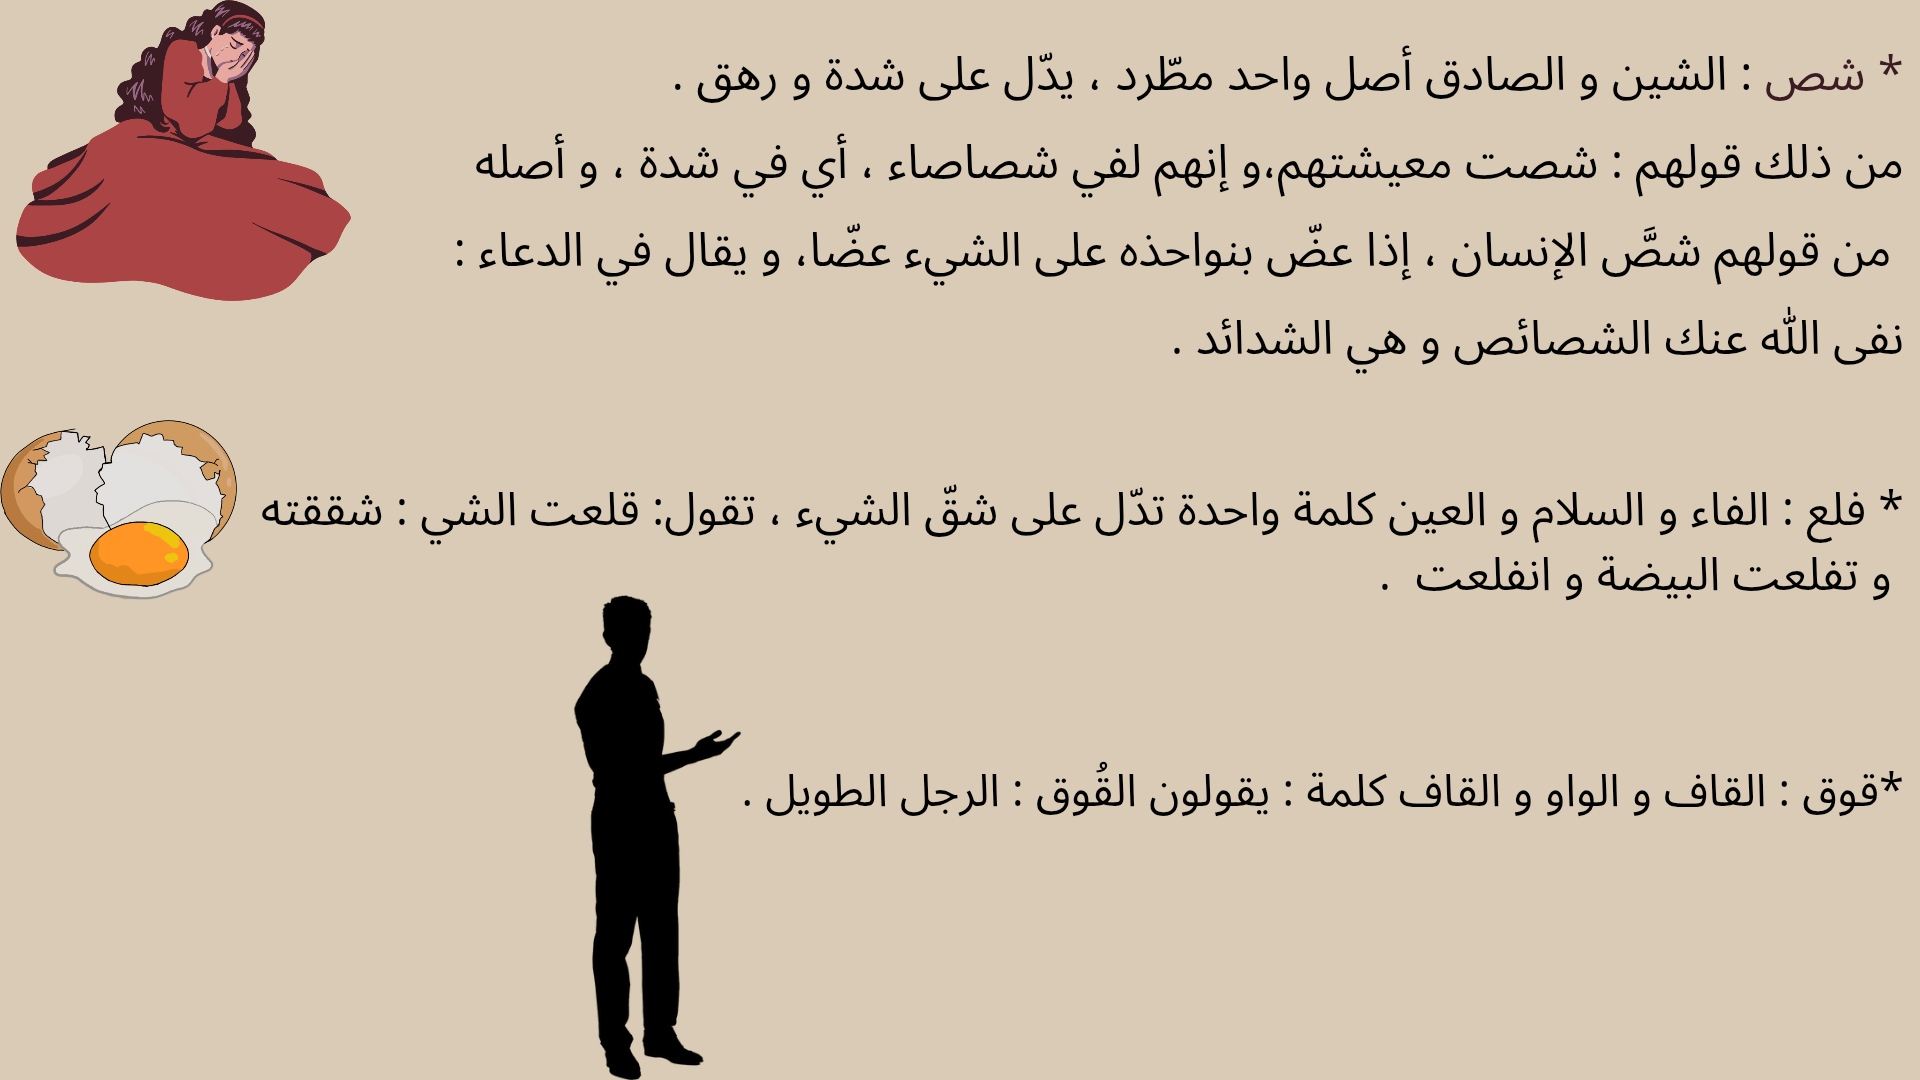 * شص : الشين و الصادق أصل واحد مطّرد ، يدّل على شدة و رهق .
من ذلك قولهم : شصت معيشتهم،و إنهم لفي شصاصاء ، أي في شدة ، و أصله
من قولهم شصَّ الإنسان ، إذا عضّ بنواحذه على الشيء عضّا، و يقال في الدعاء :
نفى الله عنك الشصائص و هي الشدائد .
* فلع : الفاء و السلام و العين كلمة واحدة تدّل على شقّ الشيء ، تقول: قلعت الشي : شققته
و تفلعت البيضة و انفلعت .
*قوق : القاف و الواو و القاف كلمة : يقولون القُوق : الرجل الطويل .